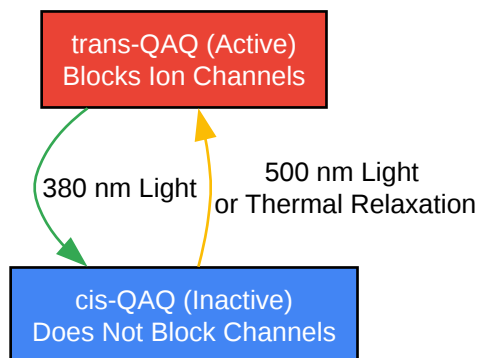 trans-QAQ (Active)
Blocks Ion Channels
380 nm Light
500 nm Light
or Thermal Relaxation
cis-QAQ (Inactive)
Does Not Block Channels